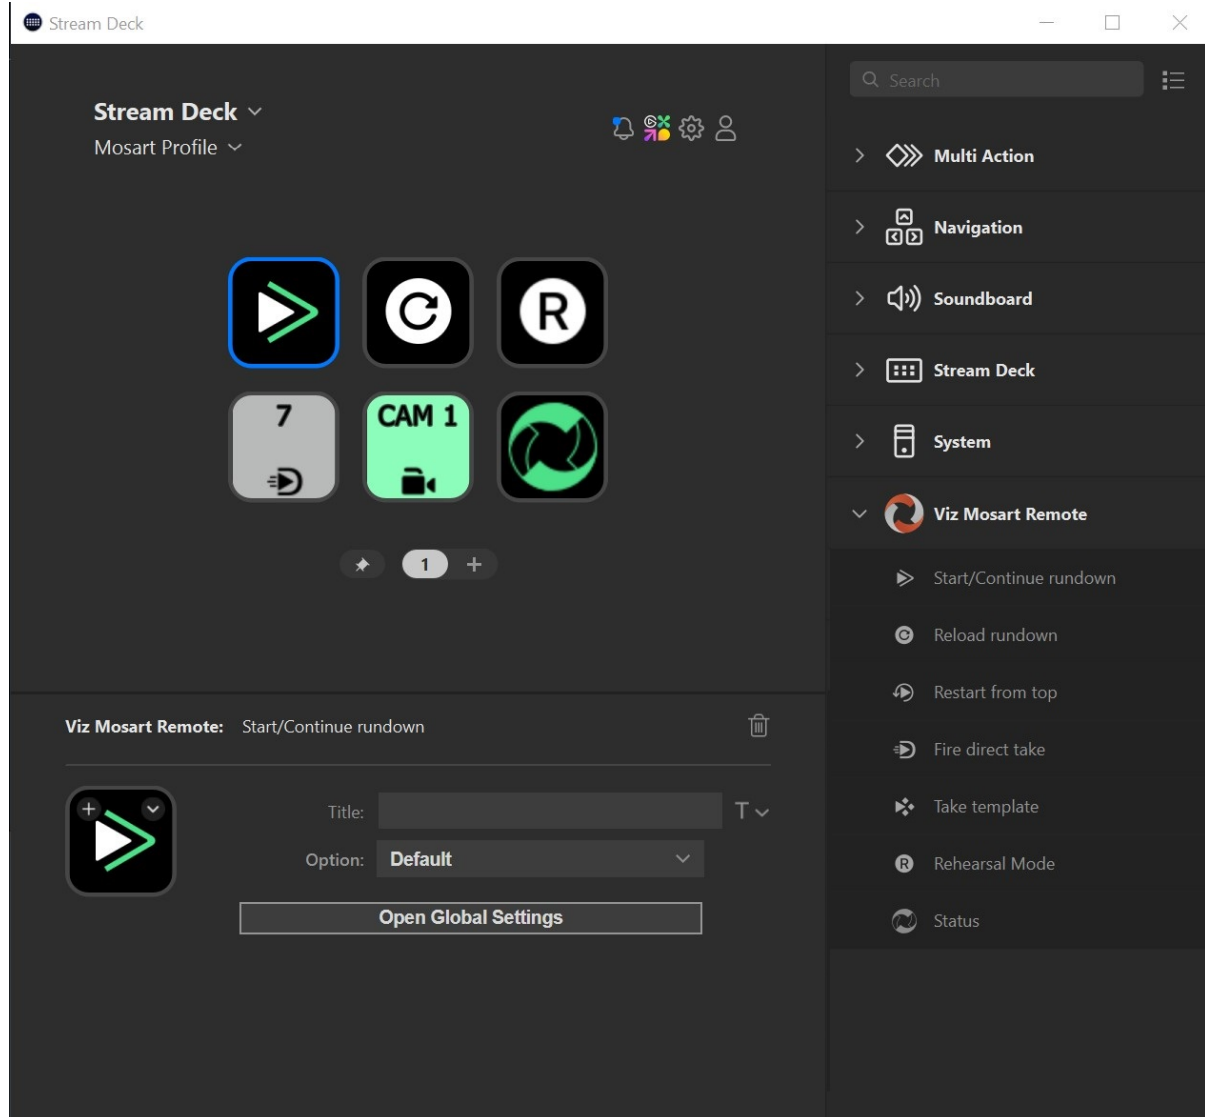 Stream Deck
Search
Stream Deck
Mosart Profile
Multi Action
Navigation
Soundboard
Stream Deck
System
Viz Mosart Remote
Start/Continue rundown
Reload rundown
Restart from top
Fire direct take
Take template
R Rehearsal Mode
Status
R
7
CAM 1
1
Viz Mosart Remote: Start/Continue rundown
Title:
T
Option: Default
Open Global Settings